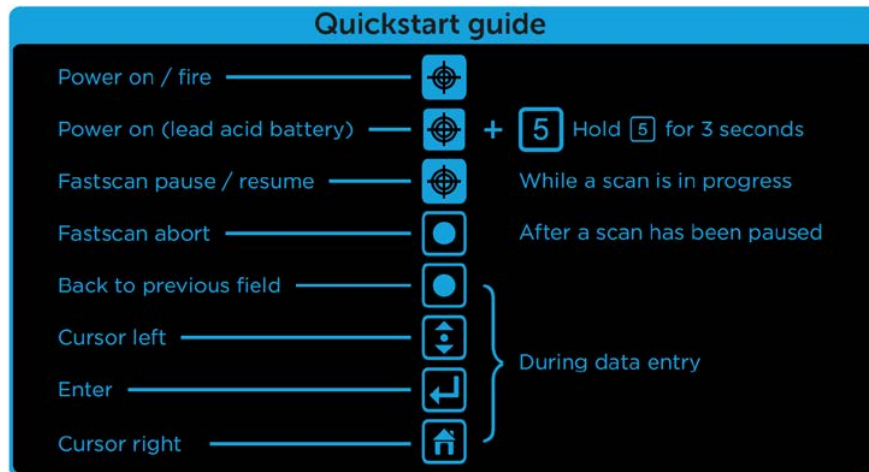 Quickstart guide
Power on / fire
Power on (lead acid battery) + 5 Hold 5 for 3 seconds
Fastscan pause / resume While a scan is in progress
Fastscan abort After a scan has been paused
Back to previous field
Cursor left
During data entry
Enter
Cursor right